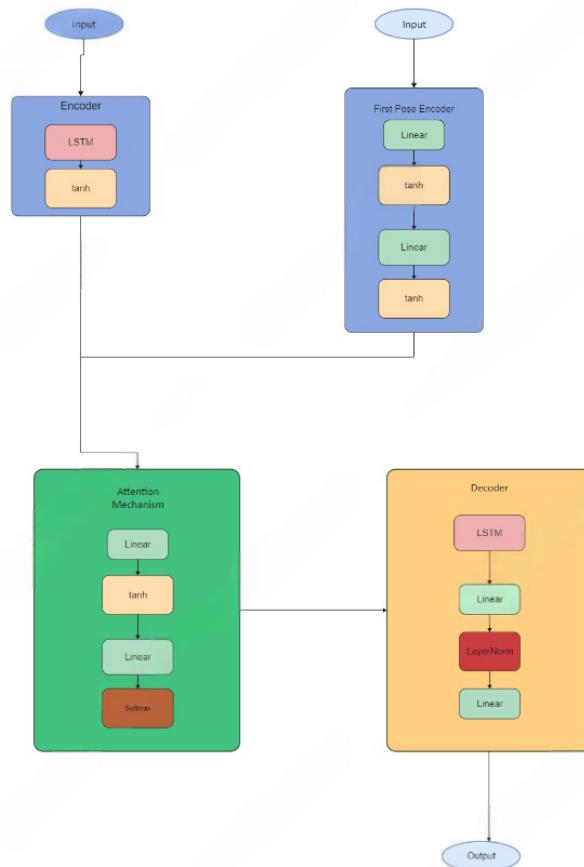 Input
Input
Encoder
LSTM
tanh
First Pose Encoder
Linear
tanh
Linear
tanh
Attention
Mechanism
Linear
tanh
Linear
Softmax
Decoder
LSTM
Linear
LayerNorm
Linear
Output